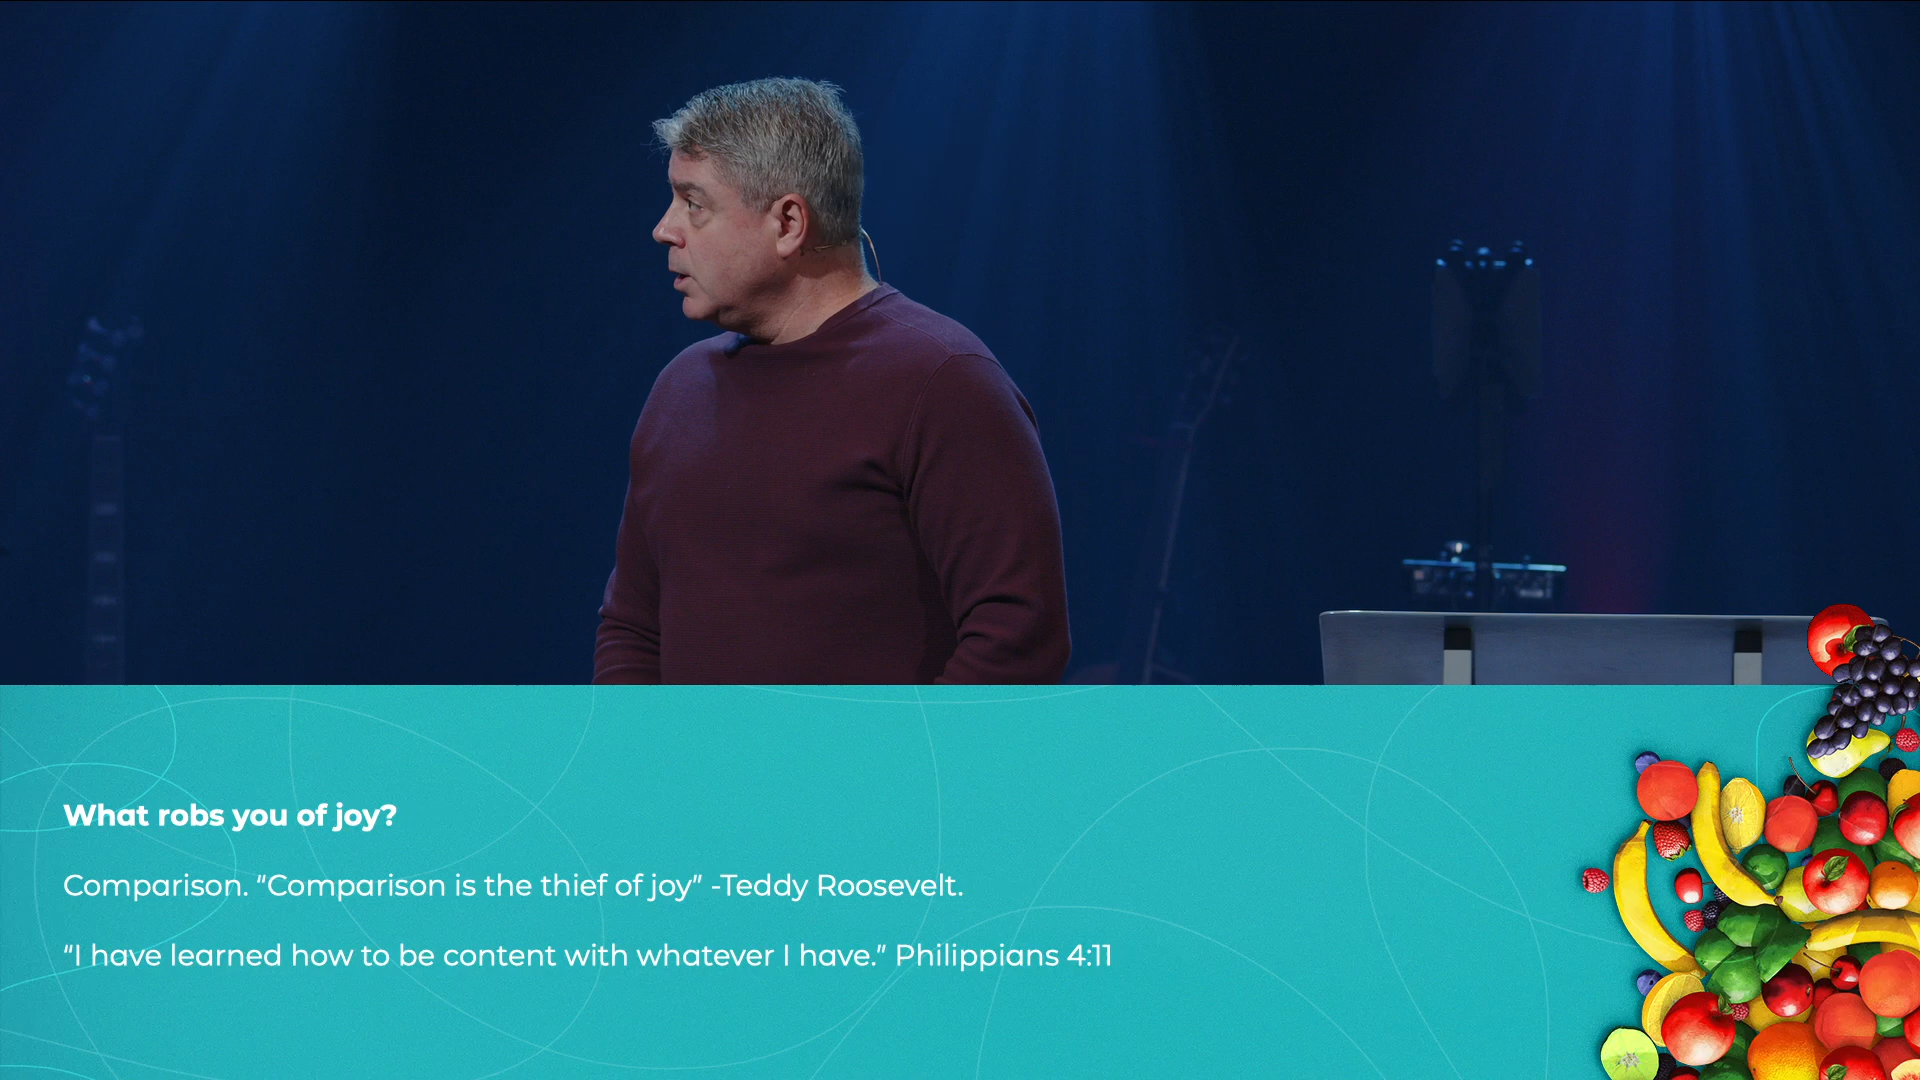 What robs you of joy?
Comparison. “Comparison is the thief of joy” -Teddy Roosevelt.
“I have learned how to be content with whatever I have.” Philippians 4:11